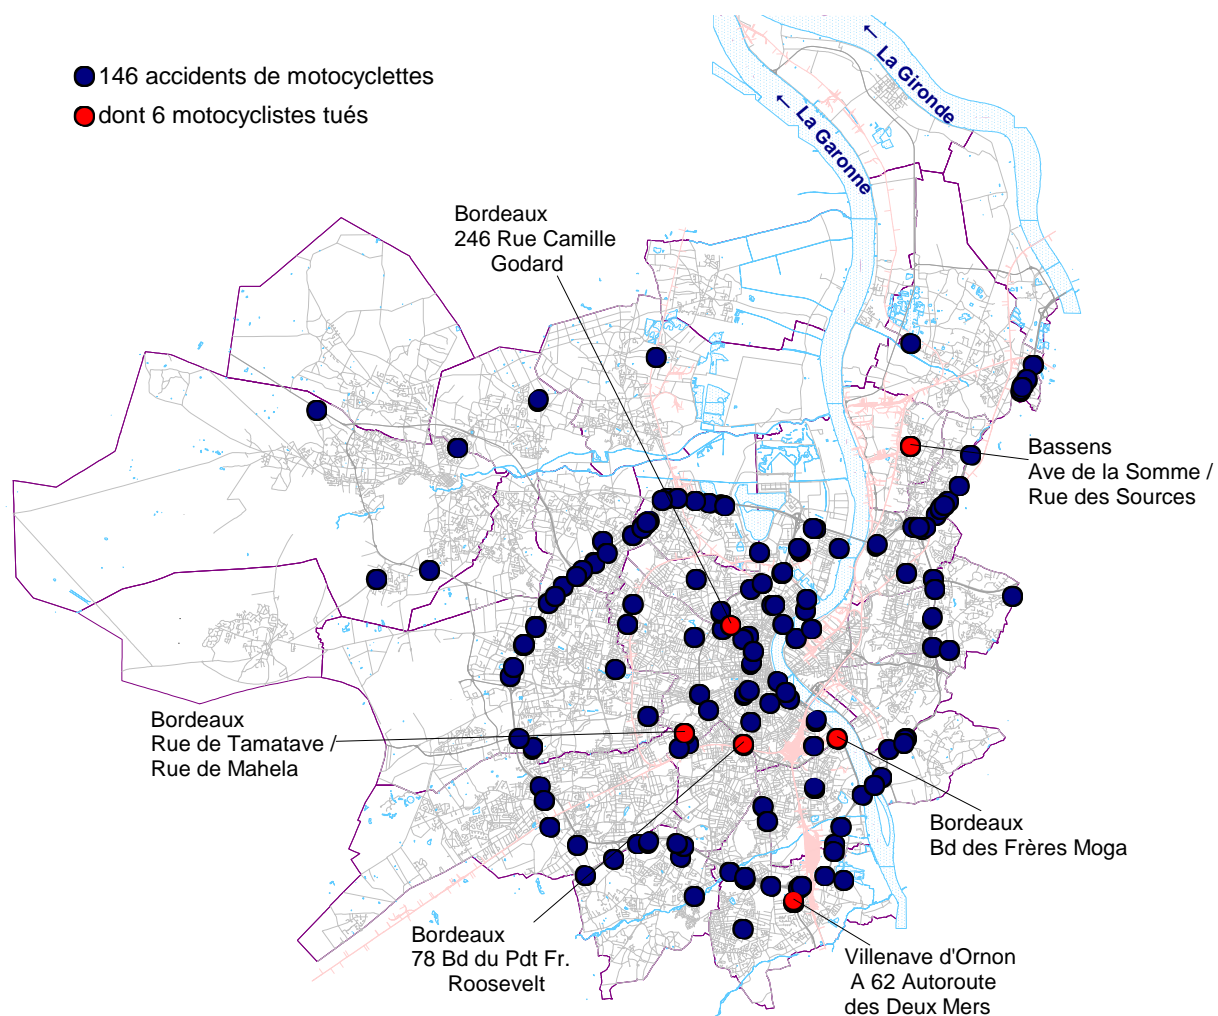 146 accidents de motocyclettes
dont 6 motocyclistes tués
← La Gironde
← La Garonne
Bordeaux
246 Rue Camille
Godard
Bassens
Ave de la Somme /
Rue des Sources
Bordeaux
Rue de Tamatave /
Rue de Mahela
Bordeaux
Bd des Frères Moga
Bordeaux
78 Bd du Pdt Fr.
Roosevelt
Villenave d'Ornon
A 62 Autoroute
des Deux Mers